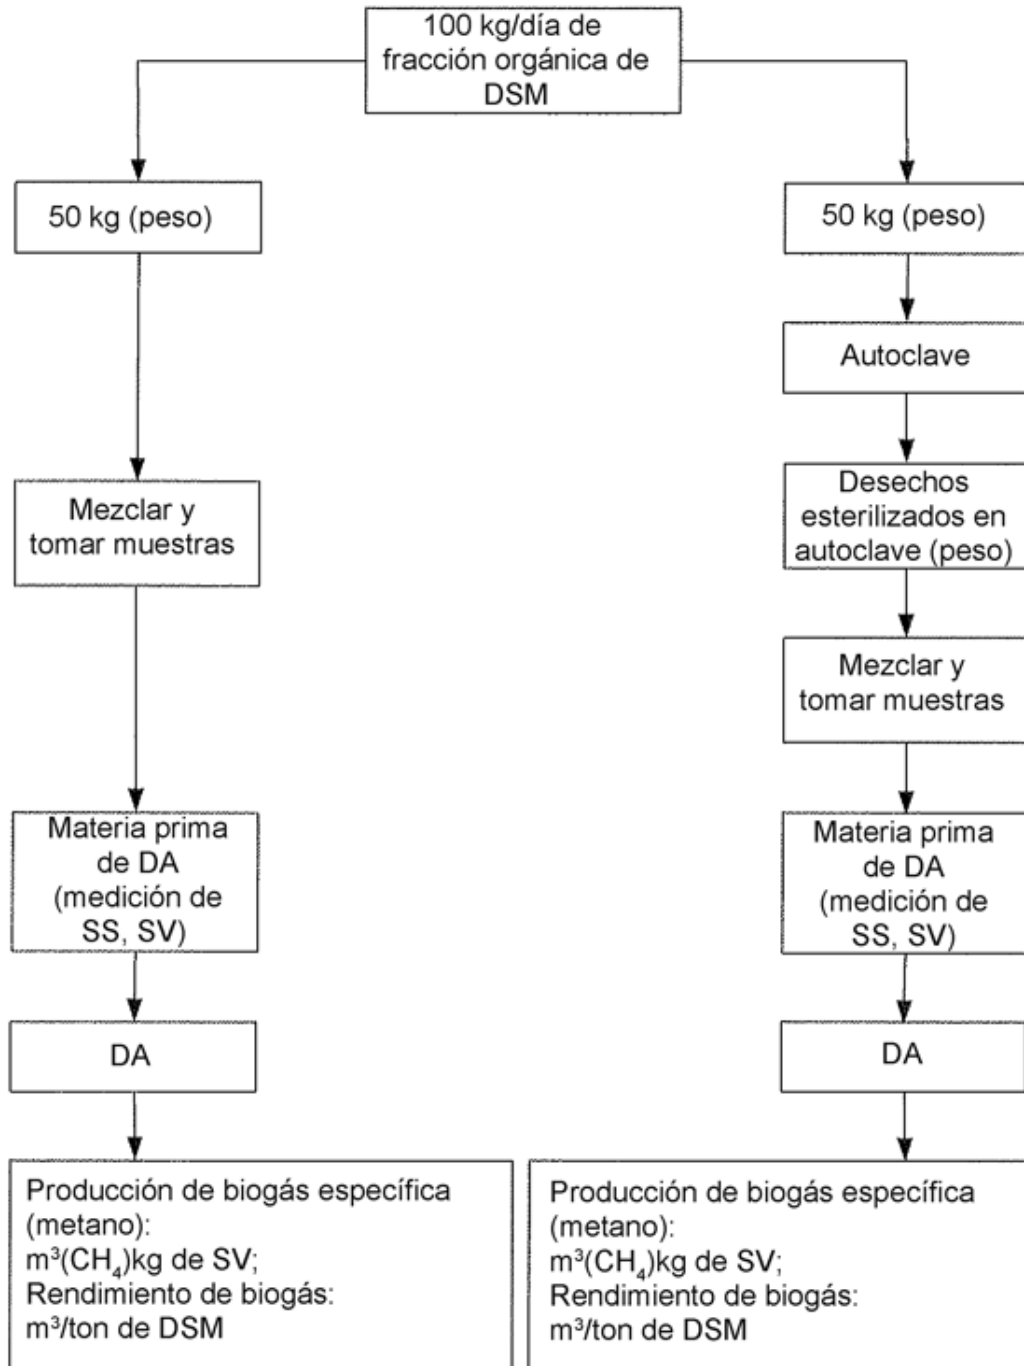 100 kg/día de
fracción orgánica de
DSM
50 kg (peso)
Mezclar y
tomar muestras
Materia prima
de DA
(medición de
SS, SV)
DA
Producción de biogás específica
(metano):
m³(CH₄)kg de SV;
Rendimiento de biogás:
m³/ton de DSM
50 kg (peso)
Autoclave
Desechos
esterilizados en
autoclave (peso)
Mezclar y
tomar muestras
Materia prima
de DA
(medición de
SS, SV)
DA
Producción de biogás específica
(metano):
m³(CH₄)kg de SV;
Rendimiento de biogás:
m³/ton de DSM